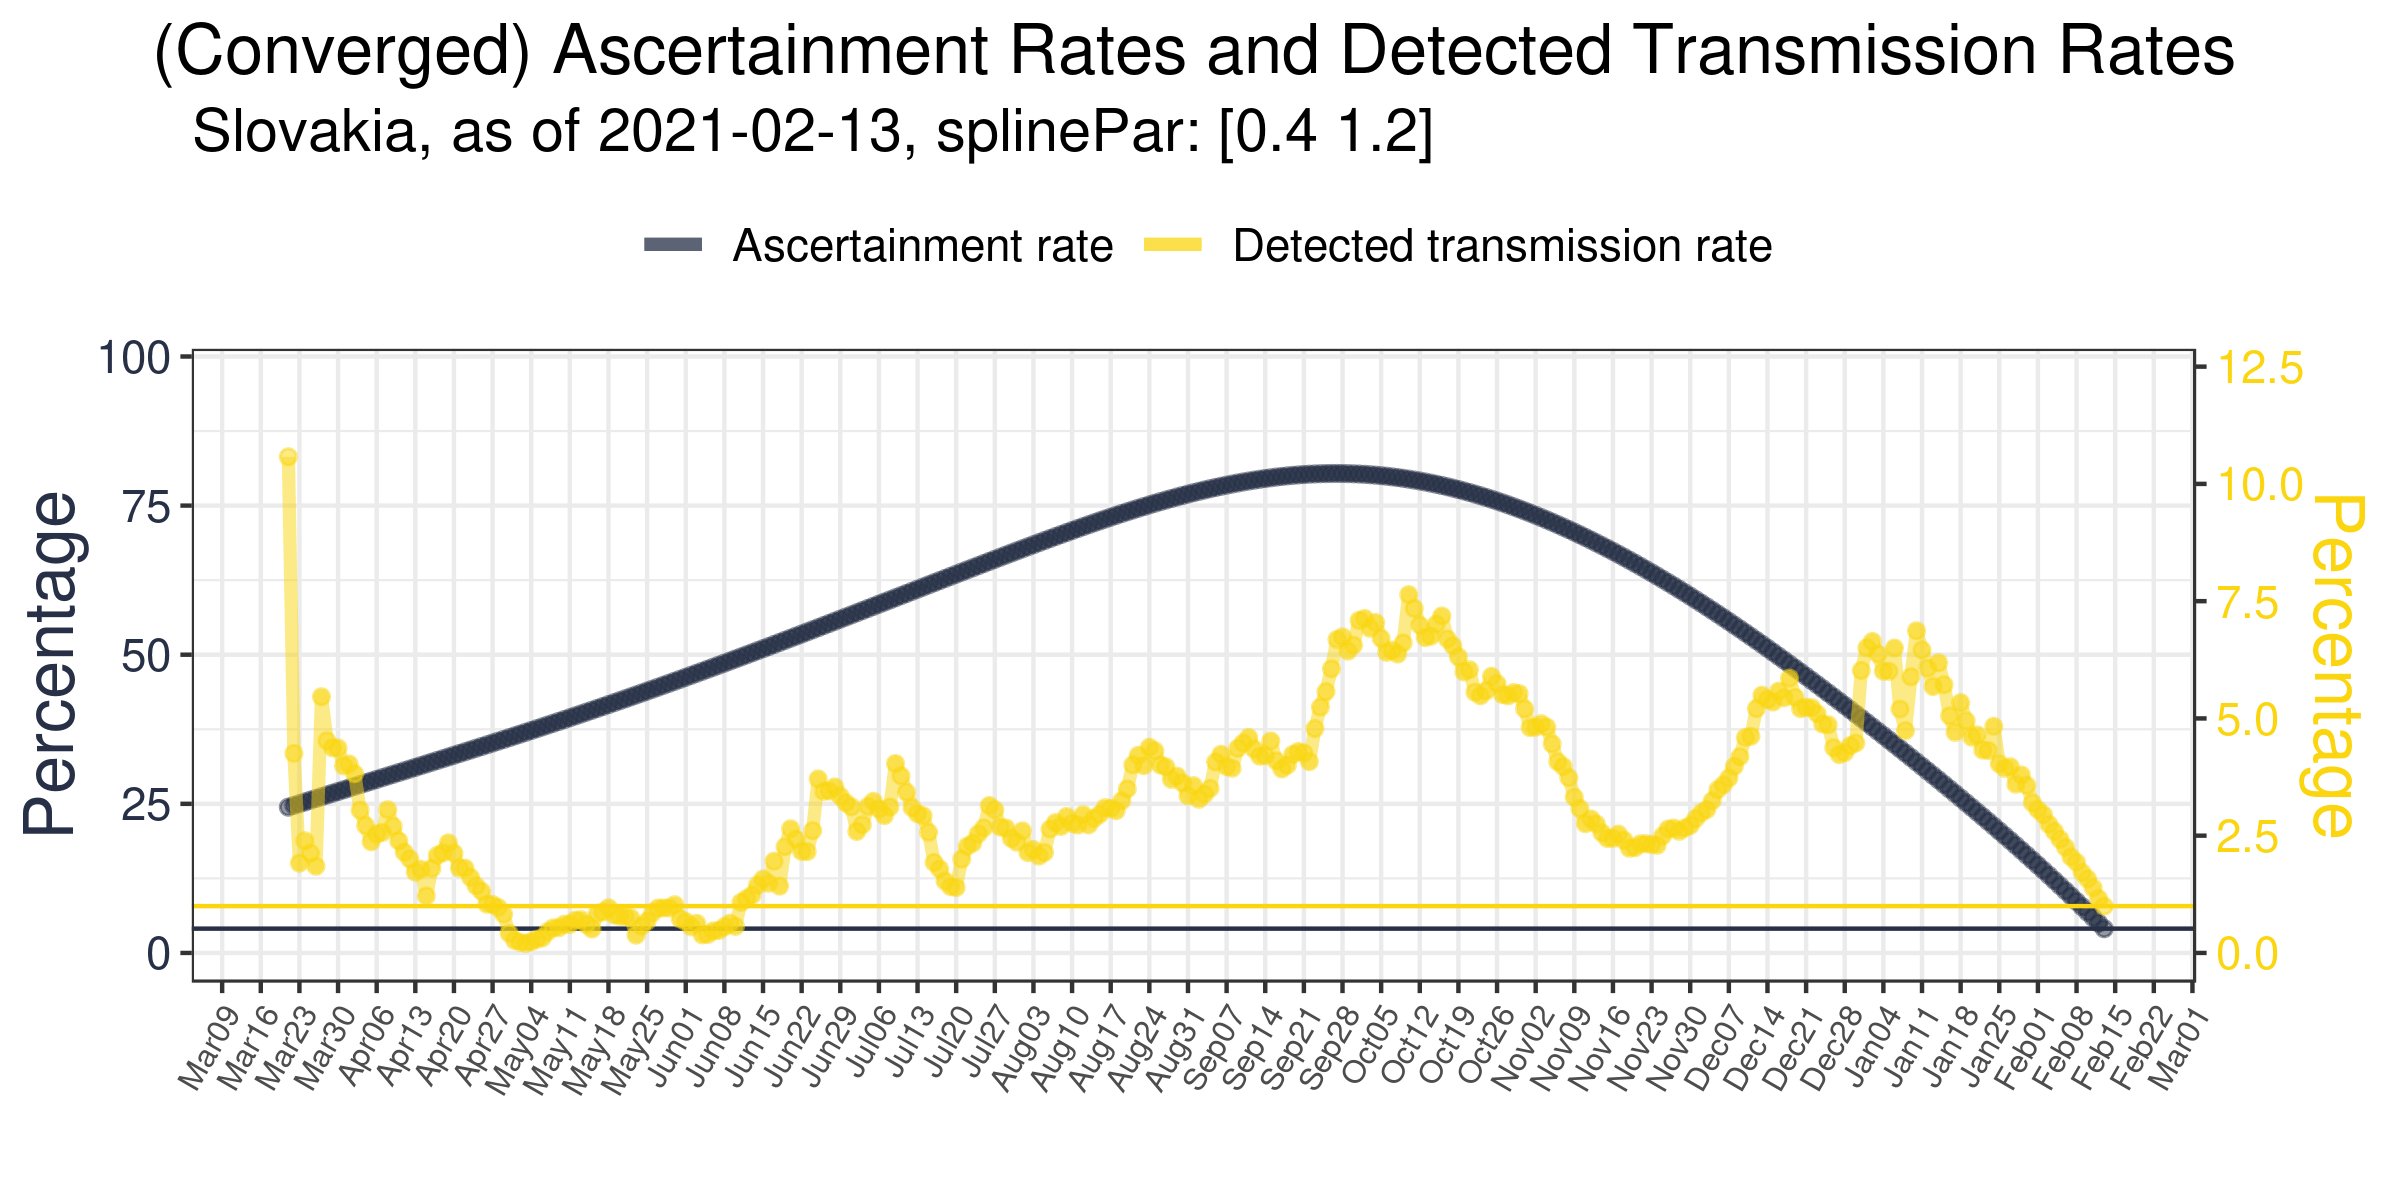 (Converged) Ascertainment Rates and Detected Transmission Rates
Slovakia, as of 2021-02-13, splinePar: [0.4 1.2]
Ascertainment rate
Detected transmission rate
Percentage
100
75
50
25
0
12.5
10.0
7.5
5.0
2.5
0.0
Percentage
Mar09
Mar16
Mar23
Mar30
Apr06
Apr13
Apr20
Apr27
May04
May11
May18
May25
Jun01
Jun08
Jun15
Jun22
Jun29
Jul06
Jul13
Jul20
Jul27
Aug03
Aug10
Aug17
Aug24
Aug31
Sep07
Sep14
Sep21
Sep28
Oct05
Oct12
Oct19
Oct26
Nov02
Nov09
Nov16
Nov23
Nov30
Dec07
Dec14
Dec21
Dec28
Jan04
Jan11
Jan18
Jan25
Feb01
Feb08
Feb15
Feb22
Mar01